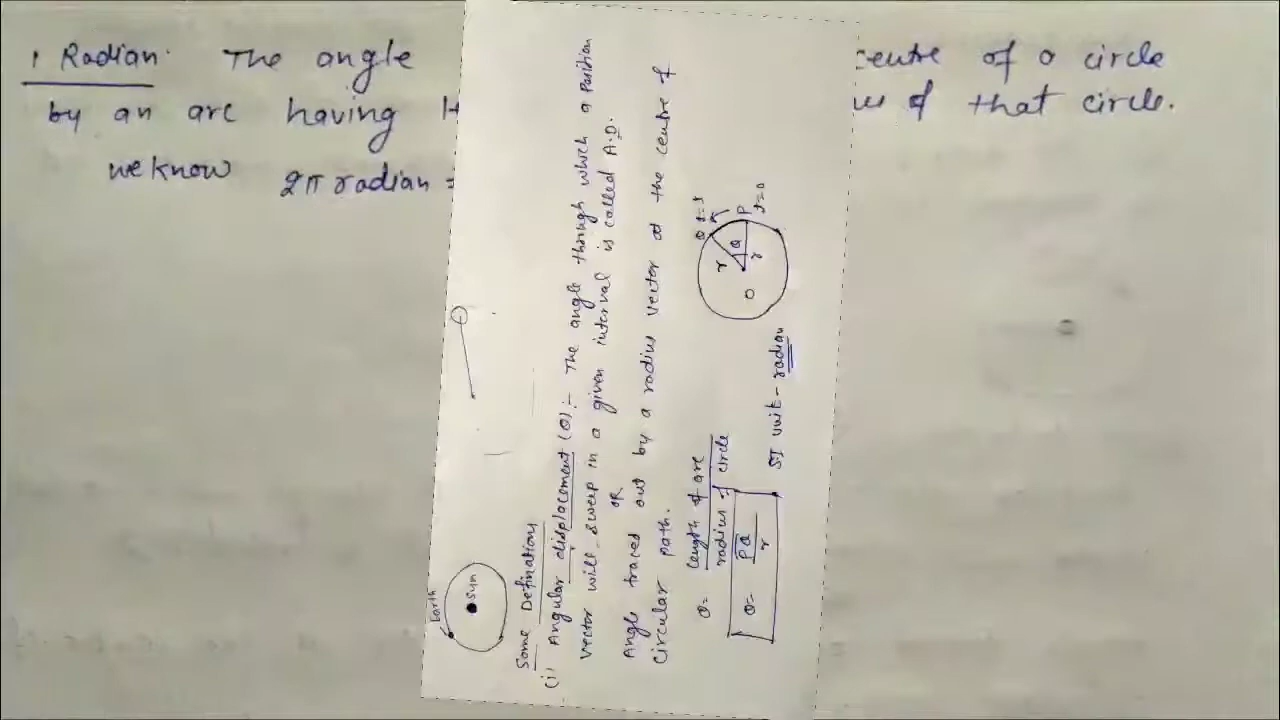 1 Radian. The angle
centre of a circle
by an arc having
of that circle.
we know 2π radian =
Earth
Sun
Some Defination
(i) Angular displacement (θ) :- The angle through which a Position
vector will sweep in a given interval is called A.D.
OR
Angle traced out by a radius vector at the centre of
Circular path.
θ = length of arc
radius of circle
θ = PQ
r
SI unit - radian
Q t=t
P
t=0
r
θ
r
O